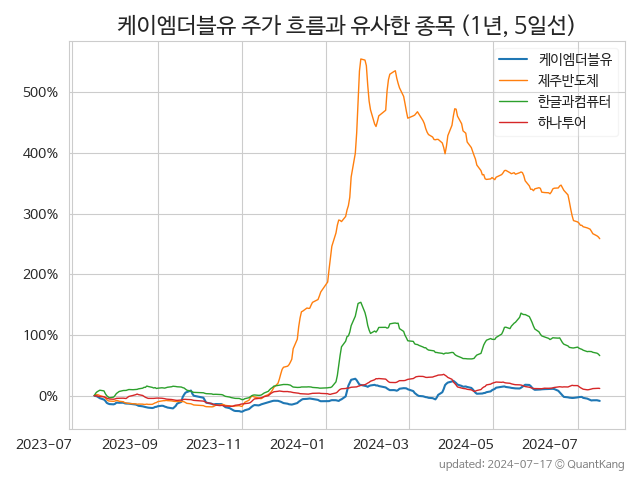 케이엠더블유 주가 흐름과 유사한 종목 (1년, 5일선)
케이엠더블유
제주반도체
한글과컴퓨터
하나투어
500%
400%
300%
200%
100%
0%
2023-07 2023-09 2023-11 2024-01 2024-03 2024-05 2024-07
updated: 2024-07-17 © QuantKang